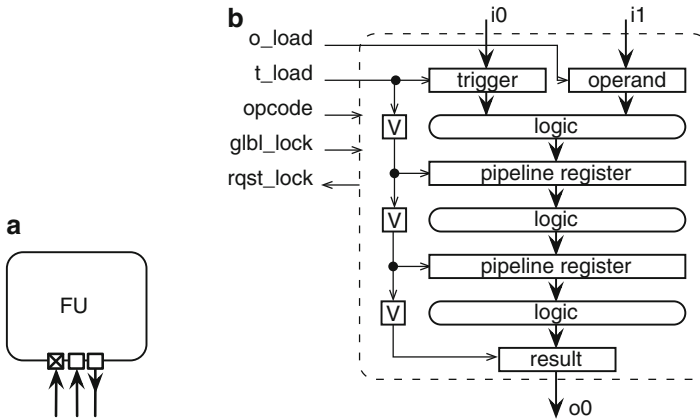 b
i0
i1
o_load
t_load
trigger
operand
opcode
V
logic
glbl_lock
rqst_lock
pipeline register
a
V
logic
FU
pipeline register
V
logic
result
o0